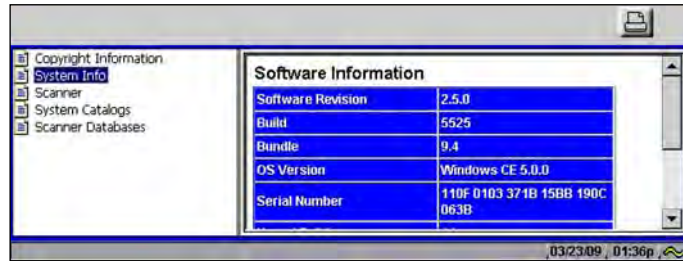 Copyright Information
System Info
Scanner
System Catalogs
Scanner Databases
Software Information
Software Revision 2.5.0
Build 5525
Bundle 9.4
OS Version Windows CE 5.0.0
Serial Number 110F 0103 371B 15BB 190C
063B
03/23/09 01:36p